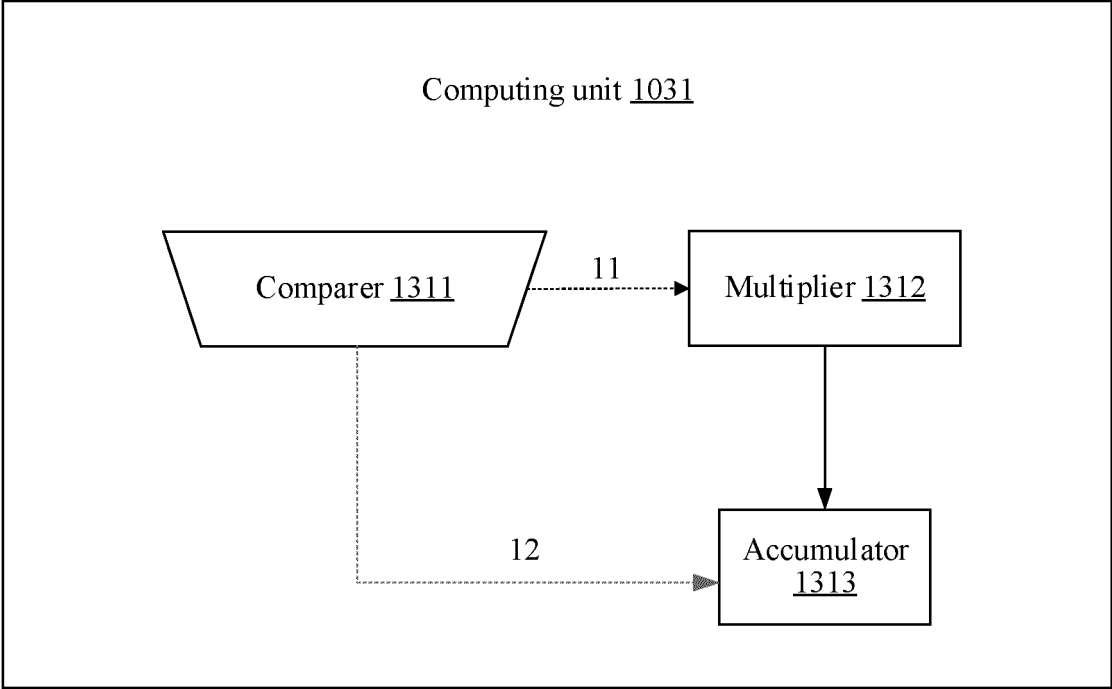 Computing unit 1031
Comparer 1311
11
Multiplier 1312
12
Accumulator
1313